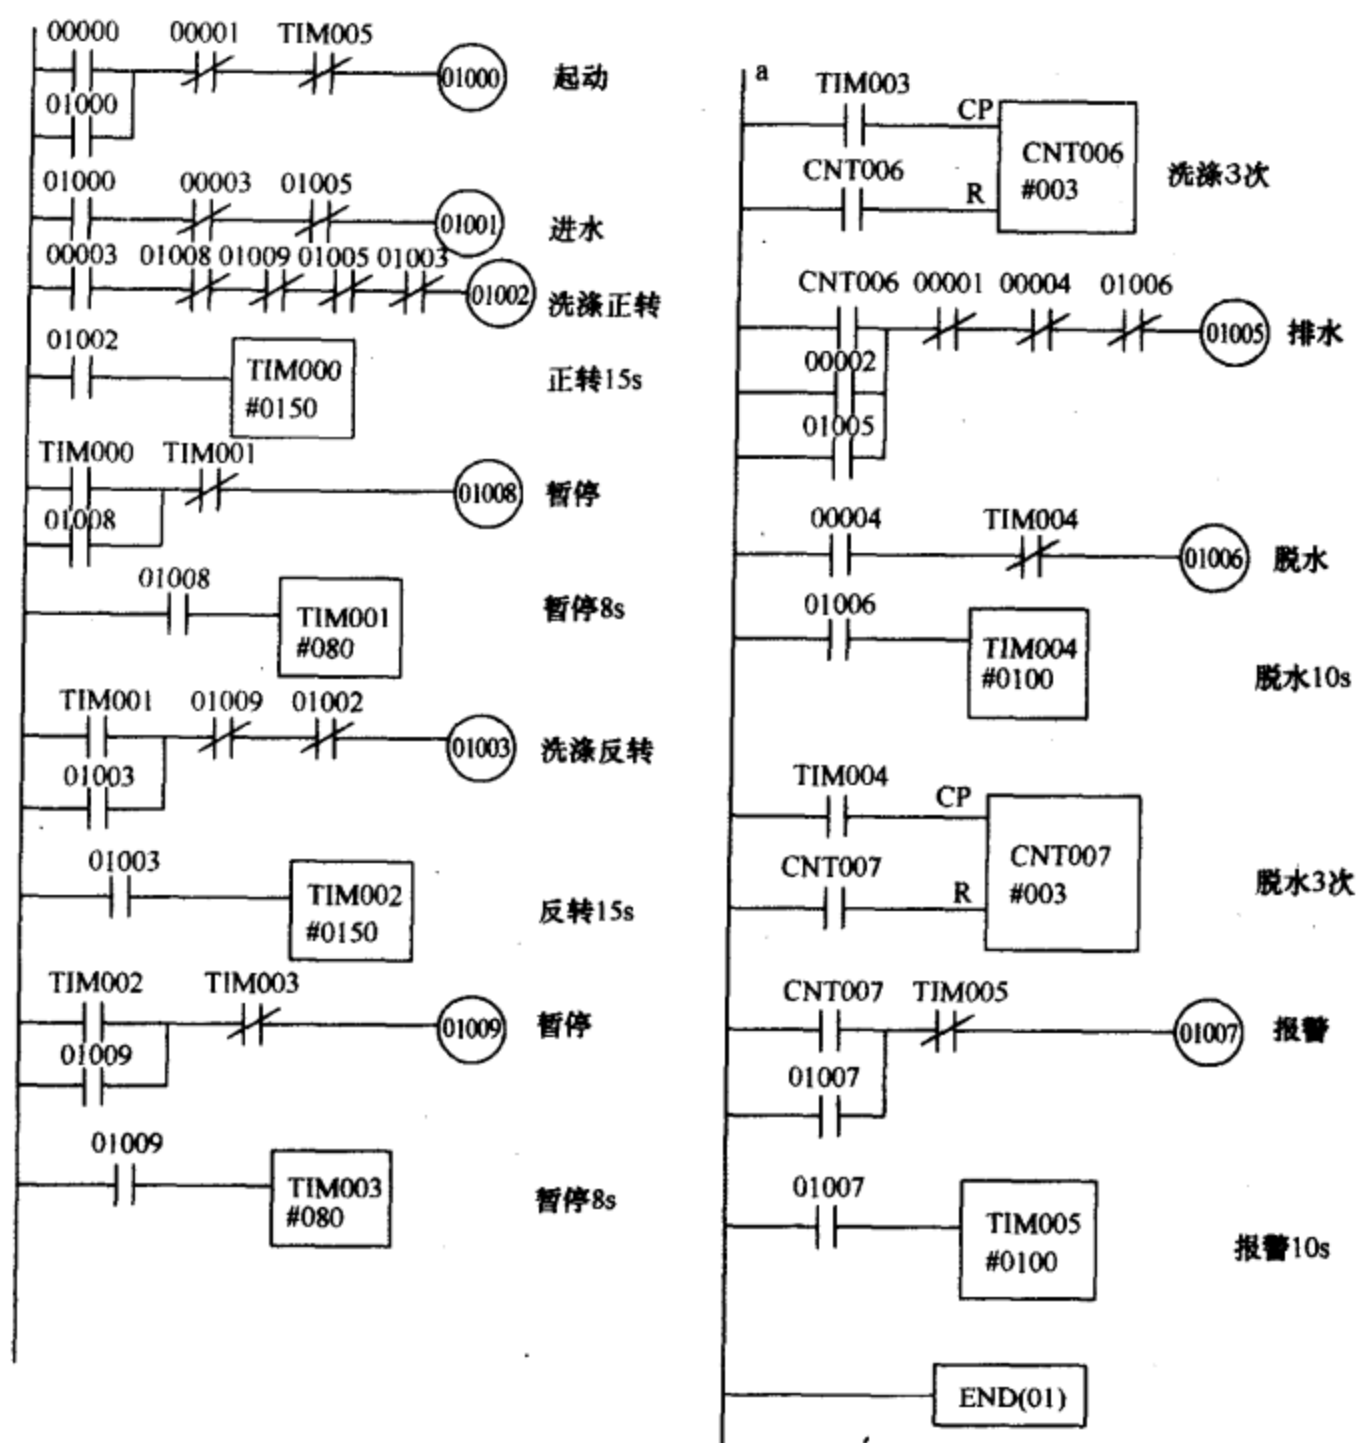 00000 00001 TIM005
01000 起动
01000
01000 00003 01005
01001 进水
00003 01008 01009 01005 01003
01002 洗涤正转
01002
TIM000 正转15s
#0150
TIM000 TIM001
01008 暂停
01008
01008
TIM001 暂停8s
#080
TIM001 01009 01002
01003 洗涤反转
01003
01003
TIM002 反转15s
#0150
TIM002 TIM003
01009 暂停
01009
01009
TIM003 暂停8s
#080
a
TIM003
CP
CNT006 CNT006 洗涤3次
R #003
CNT006 00001 00004 01006
01005 排水
00002
01005
00004 TIM004
01006 脱水
01006
TIM004
#0100 脱水10s
TIM004
CP
CNT007 CNT007 脱水3次
R #003
CNT007 TIM005
01007 报警
01007
01007
TIM005
#0100 报警10s
END(01)